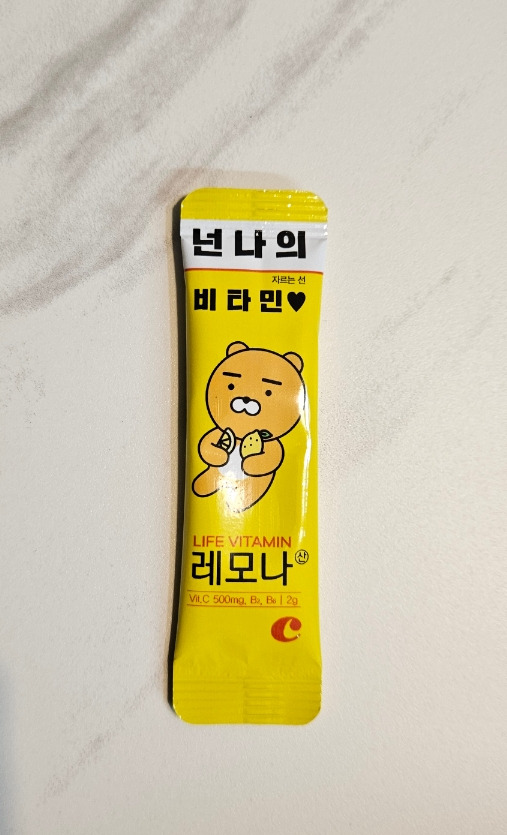 넌 나의
자르는 선
비타민♥
LIFE VITAMIN
레모나 산
Vit.C 500mg, B₂, B₆ | 2g
C